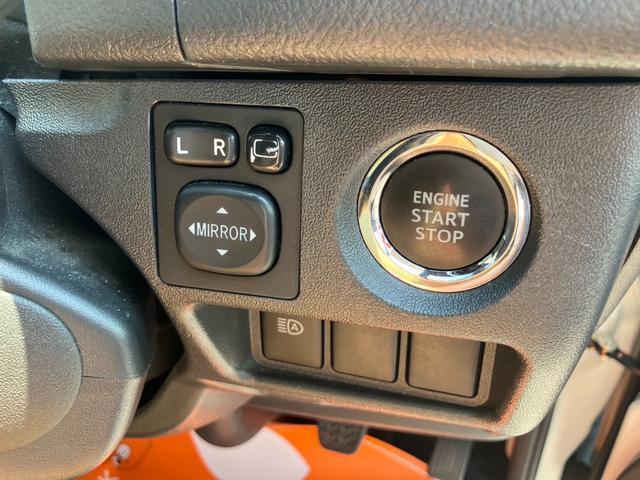 L R
MIRROR
ENGINE
START
STOP
A